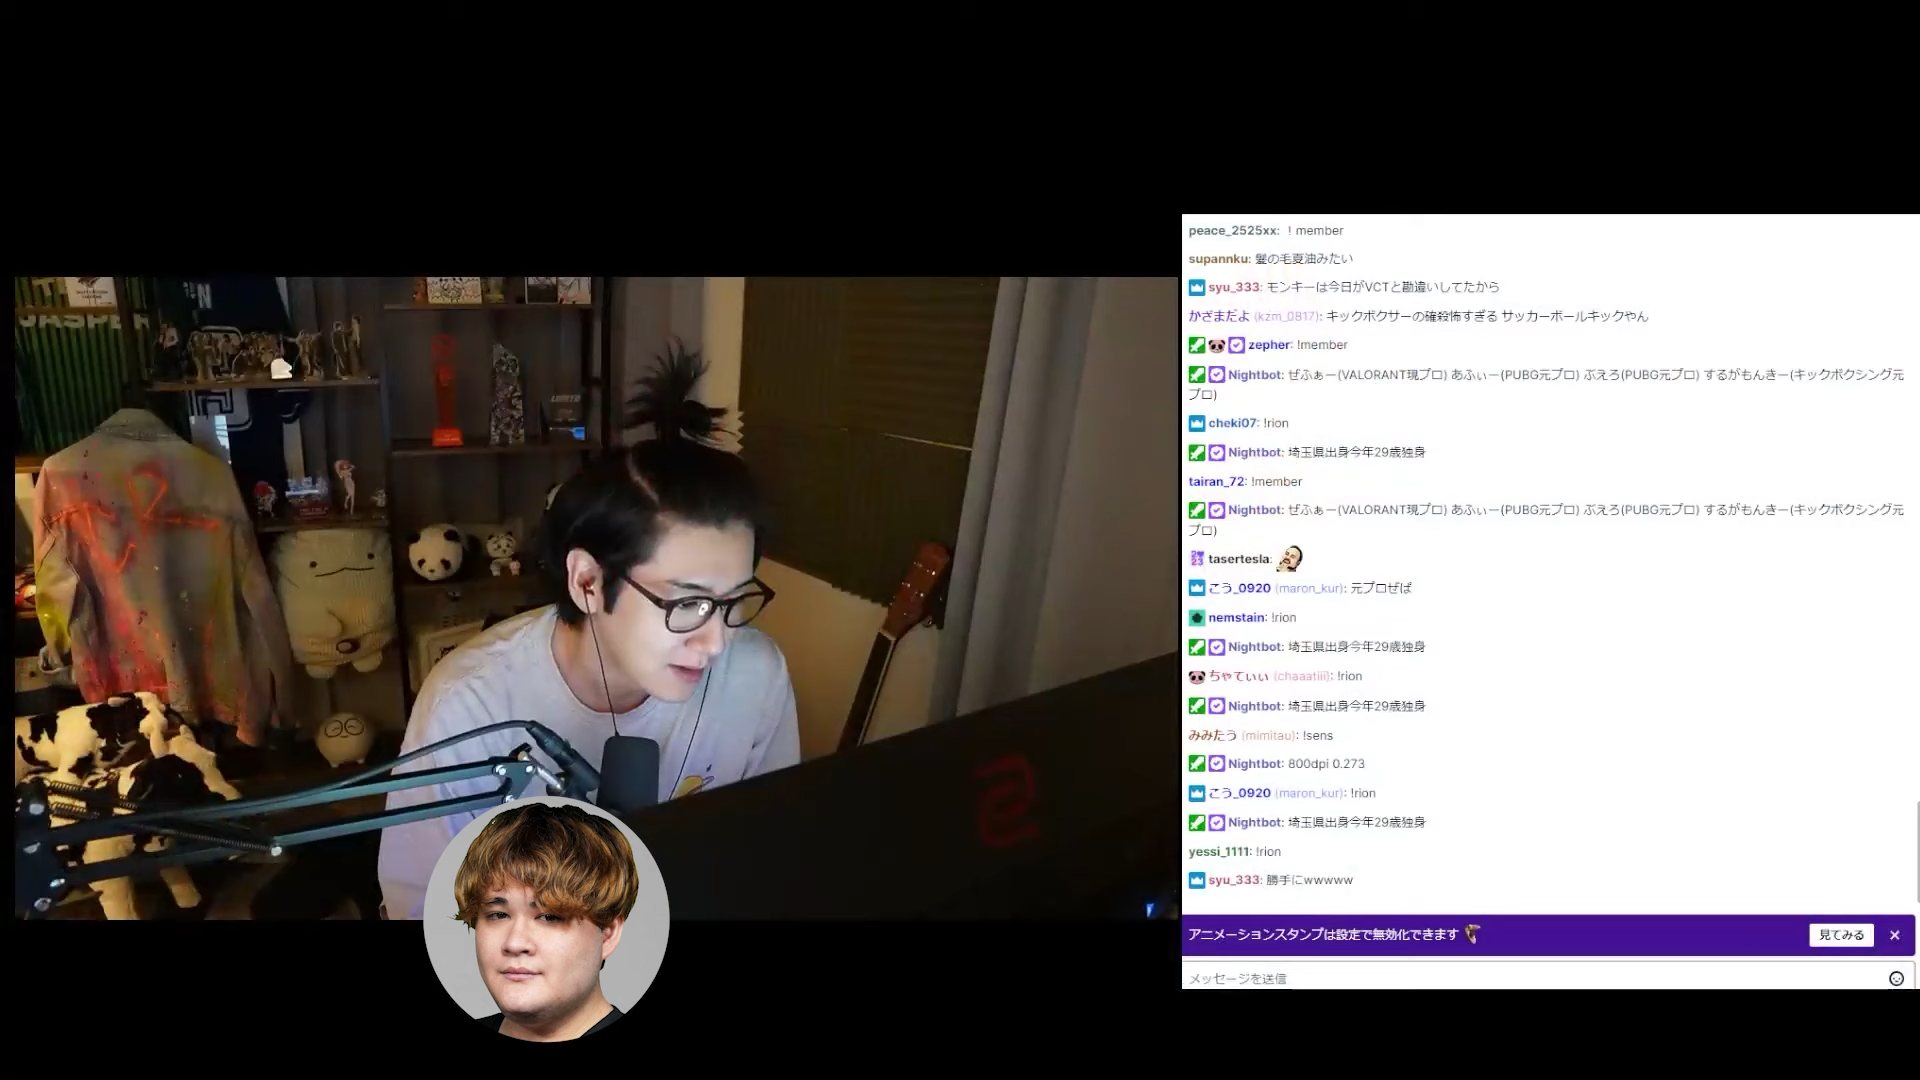 JASPER
peace_2525xx: ！member
supannku: 髪の毛夏油みたい
syu_333: モンキーは今日がVCTと勘違いしてたから
かざまだよ (kzm_0817): キックボクサーの確殺怖すぎる サッカーボールキックやん
zepher: !member
Nightbot: ぜふぁー(VALORANT現プロ) あふぃー(PUBG元プロ) ぶえろ(PUBG元プロ) するがもんきー(キックボクシング元
プロ)
cheki07: !rion
Nightbot: 埼玉県出身今年29歳独身
tairan_72: !member
Nightbot: ぜふぁー(VALORANT現プロ) あふぃー(PUBG元プロ) ぶえろ(PUBG元プロ) するがもんきー(キックボクシング元
プロ)
tasertesla:
こう_0920 (maron_kur): 元プロぜぱ
nemstain: !rion
Nightbot: 埼玉県出身今年29歳独身
ちゃてぃぃ (chaaatiii): !rion
Nightbot: 埼玉県出身今年29歳独身
みみたう (mimitau): !sens
Nightbot: 800dpi 0.273
こう_0920 (maron_kur): !rion
Nightbot: 埼玉県出身今年29歳独身
yessi_1111: !rion
syu_333: 勝手にwwwww
アニメーションスタンプは設定で無効化できます
見てみる
メッセージを送信